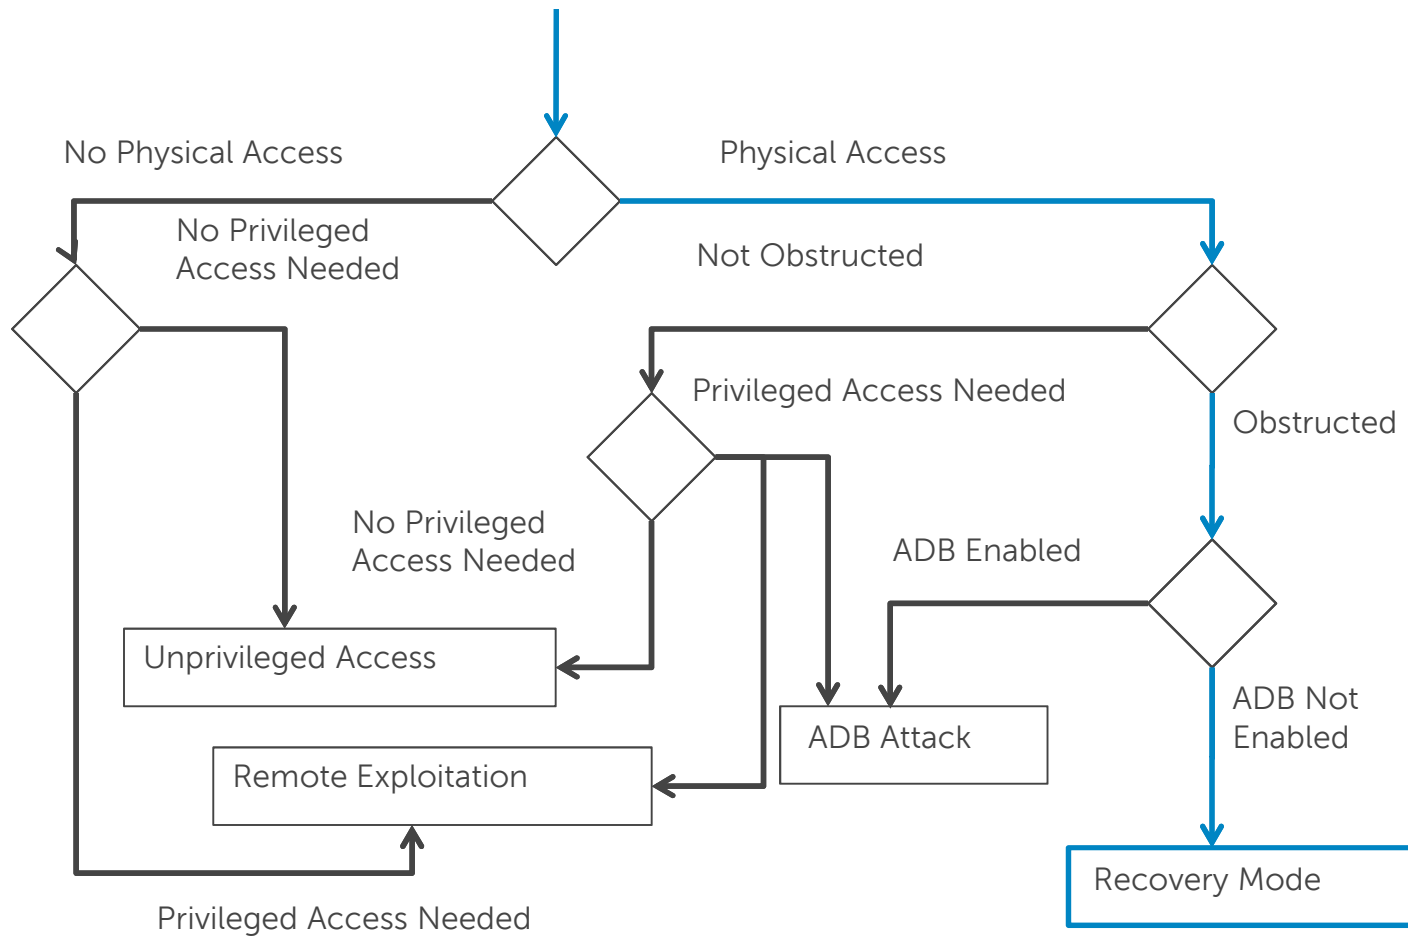 No Physical Access
Physical Access
No Privileged
Access Needed
Not Obstructed
Privileged Access Needed
Obstructed
No Privileged
Access Needed
ADB Enabled
Unprivileged Access
ADB Not
Enabled
ADB Attack
Remote Exploitation
Recovery Mode
Privileged Access Needed